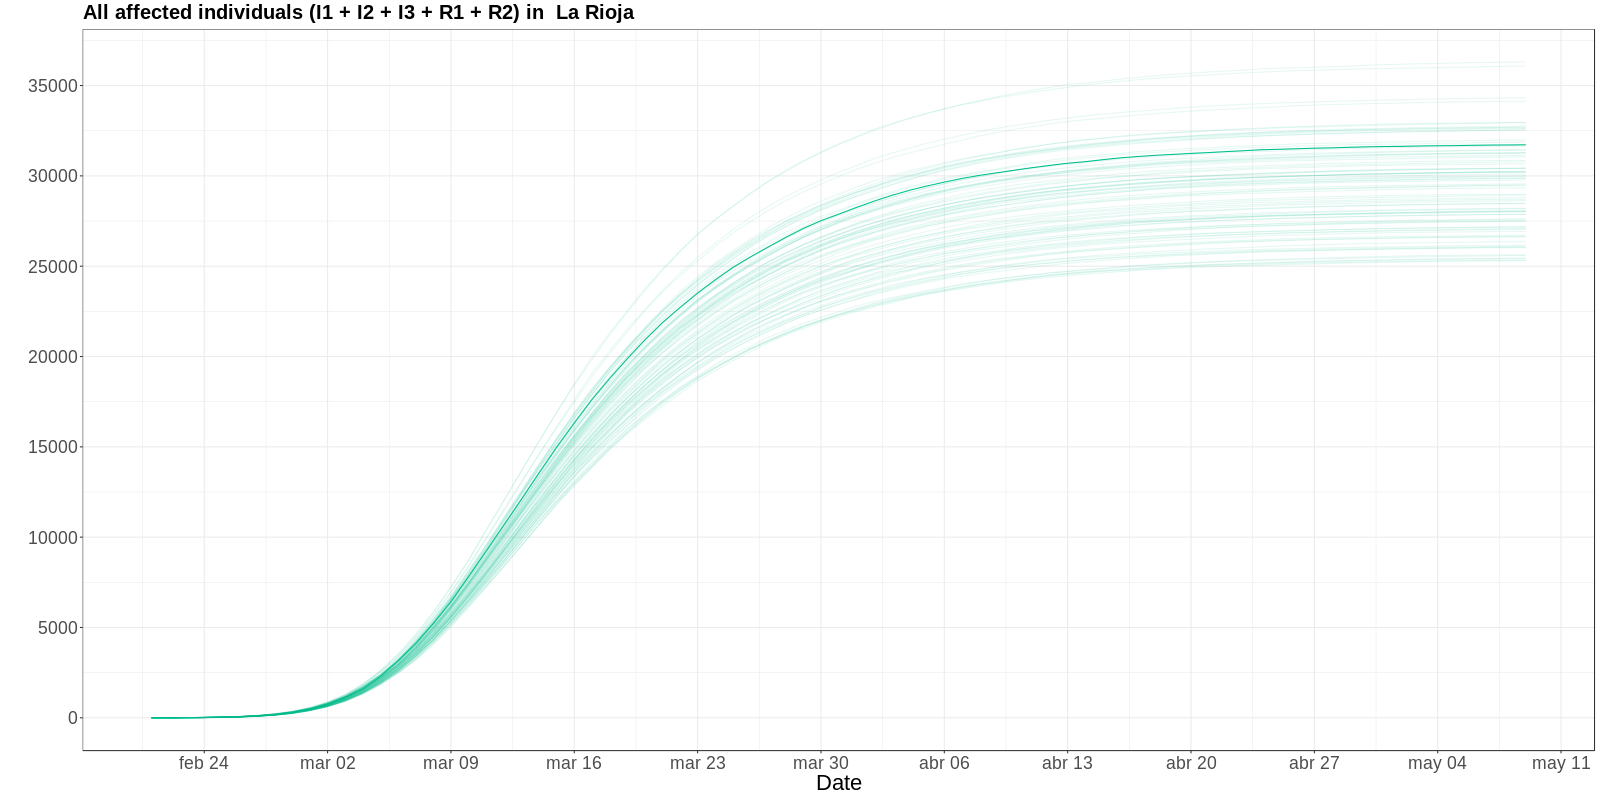 All affected individuals (I1 + I2 + I3 + R1 + R2) in  La Rioja
35000
30000
25000
20000
15000
10000
5000
0
feb 24 mar 02 mar 09 mar 16 mar 23 mar 30 abr 06 abr 13 abr 20 abr 27 may 04 may 11
Date